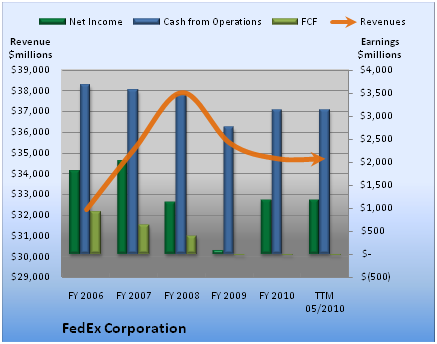 Net Income Cash from Operations FCF Revenues
Revenue
$millions
Earnings
$millions
$39,000 $4,000
$38,000 $3,500
$37,000 $3,000
$36,000 $2,500
$35,000 $2,000
$34,000 $1,500
$33,000 $1,000
$32,000 $500
$31,000 $-
$30,000 $(500)
$29,000
FY 2006 FY 2007 FY 2008 FY 2009 FY 2010 TTM
05/2010
FedEx Corporation